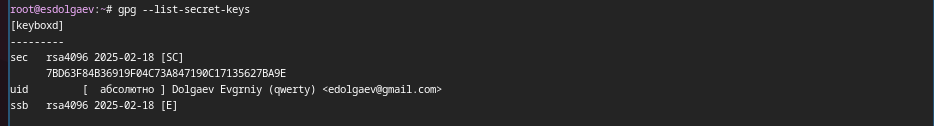 root@esdolgaev:~# gpg --list-secret-keys
[keyboxd]
---------
sec   rsa4096 2025-02-18 [SC]
      7BD63F84B36919F04C73A847190C17135627BA9E
uid         [  абсолютно ] Dolgaev Evgrniy (qwerty) <edolgaev@gmail.com>
ssb   rsa4096 2025-02-18 [E]